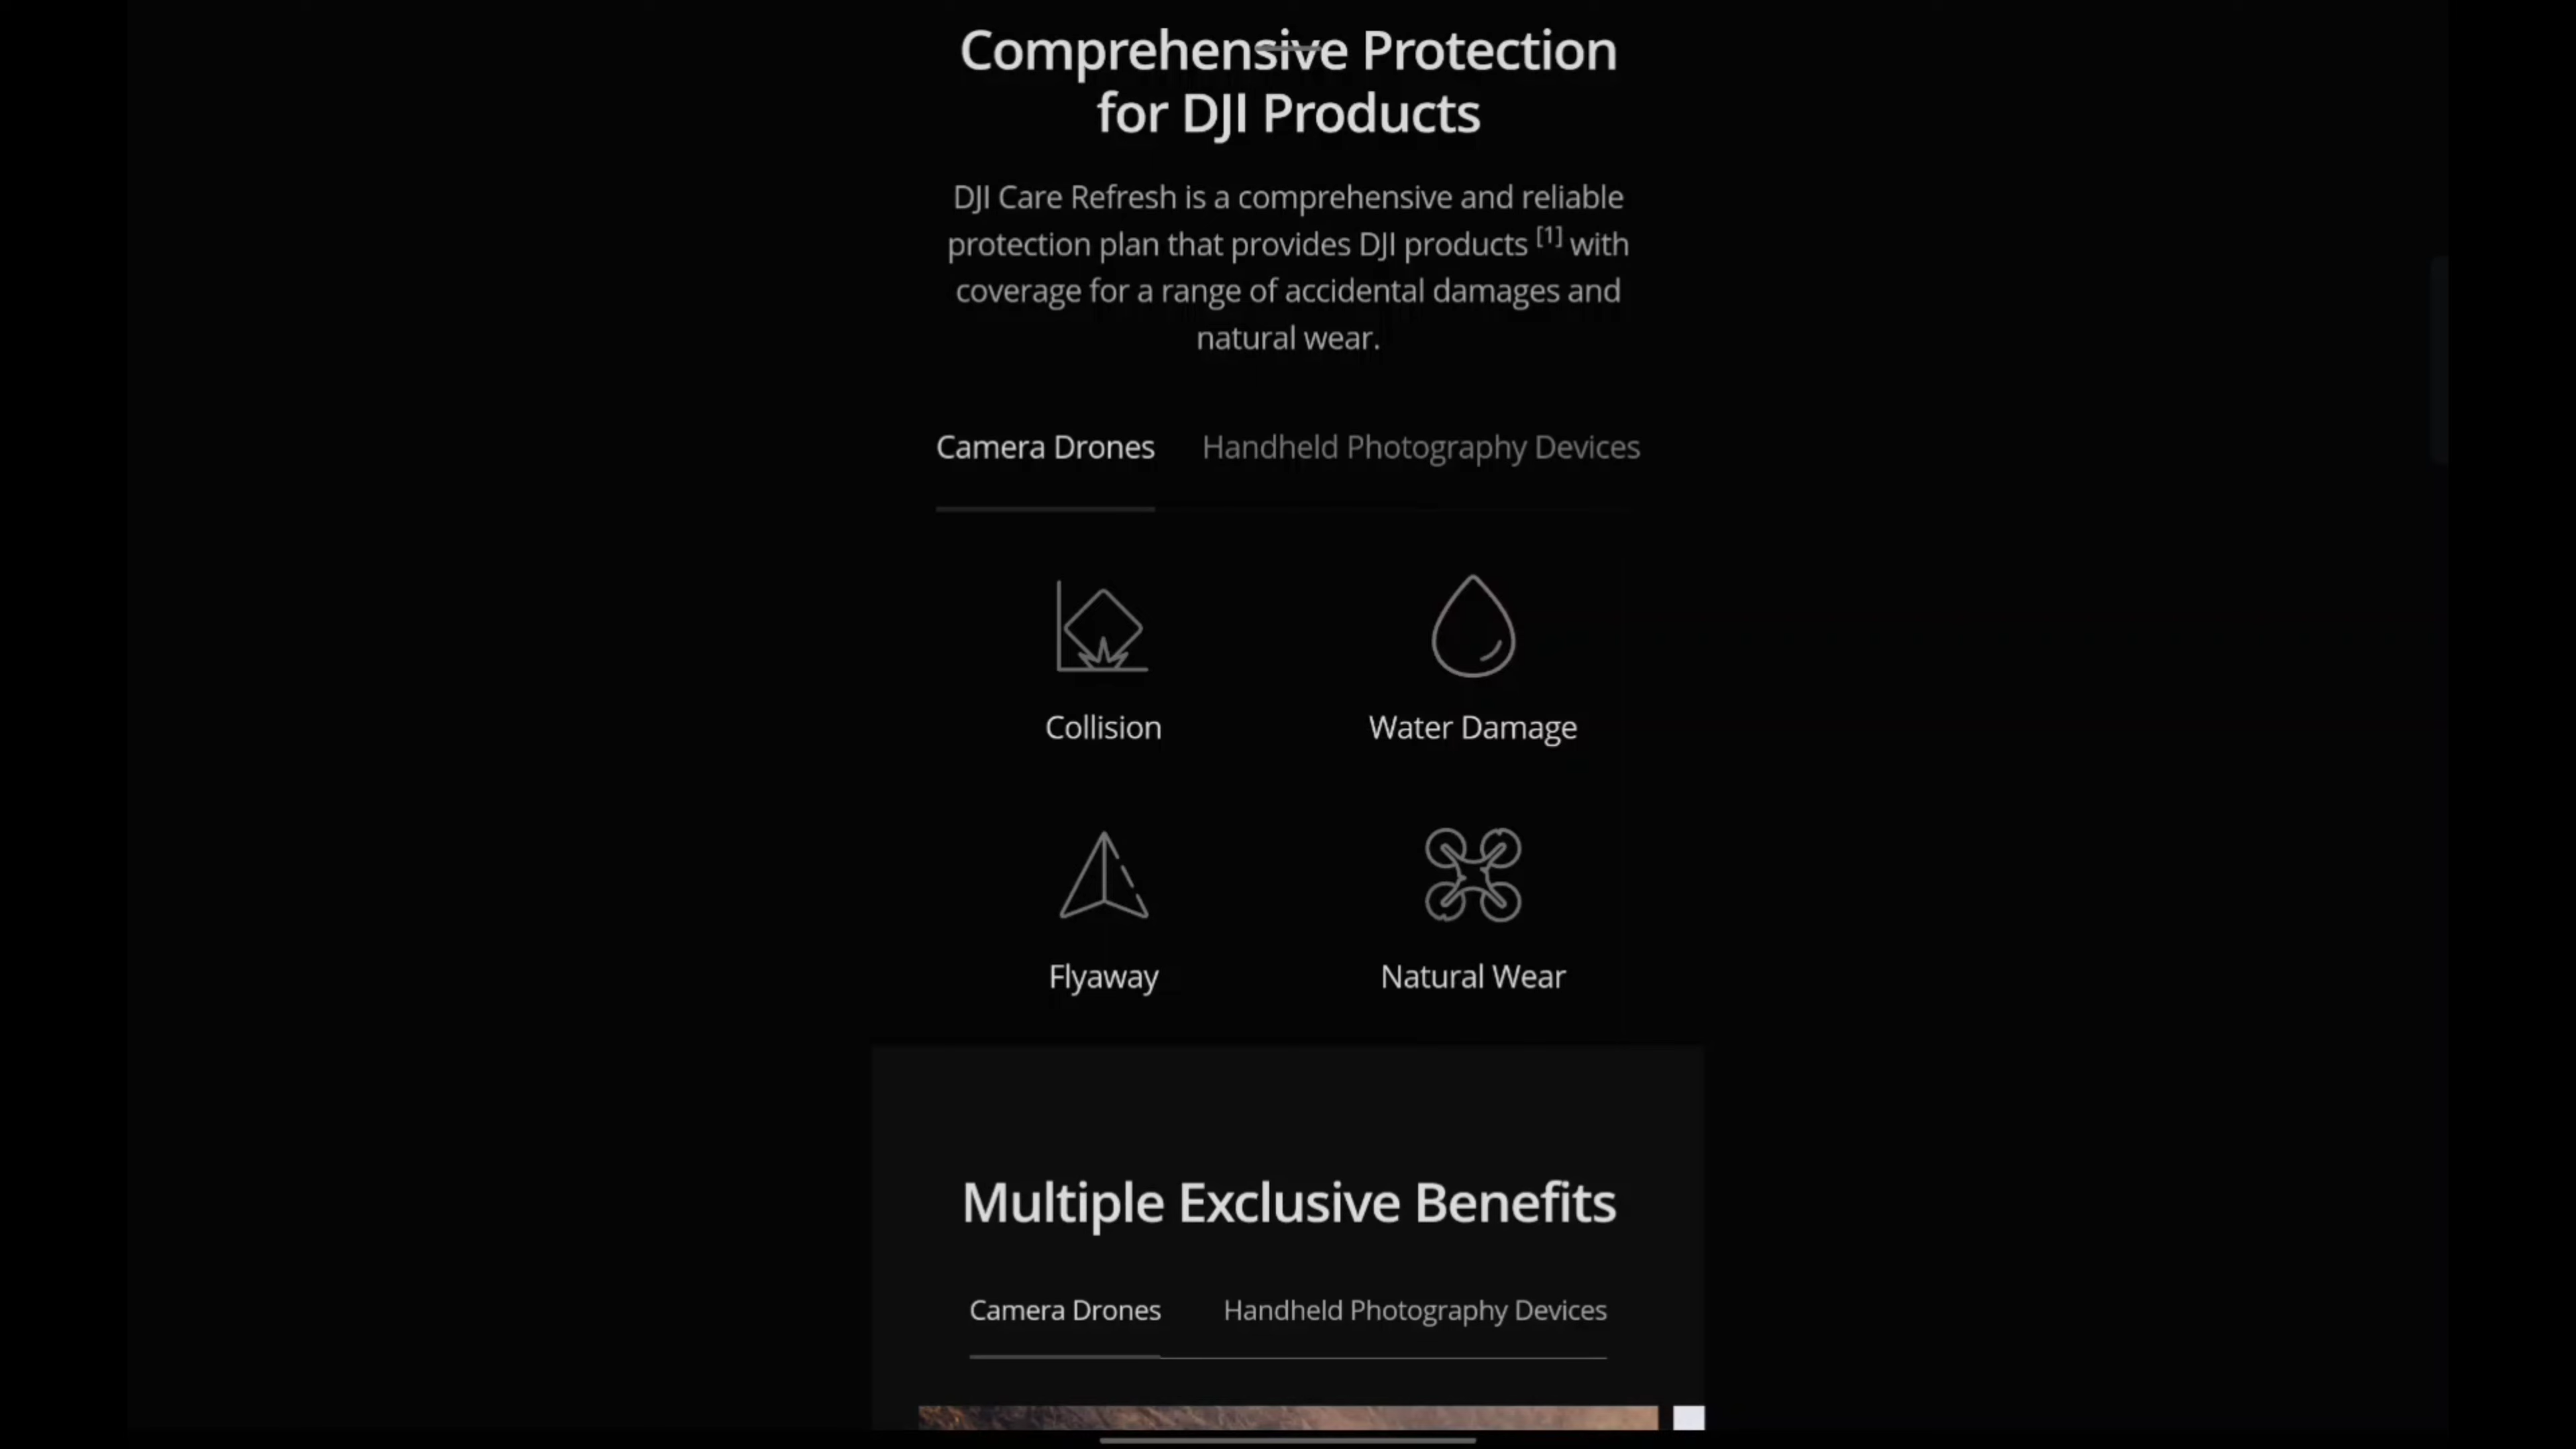 Comprehensive Protection
for DJI Products
DJI Care Refresh is a comprehensive and reliable
protection plan that provides DJI products [1] with
coverage for a range of accidental damages and
natural wear.
Camera Drones Handheld Photography Devices
Collision Water Damage
Flyaway Natural Wear
Multiple Exclusive Benefits
Camera Drones Handheld Photography Devices